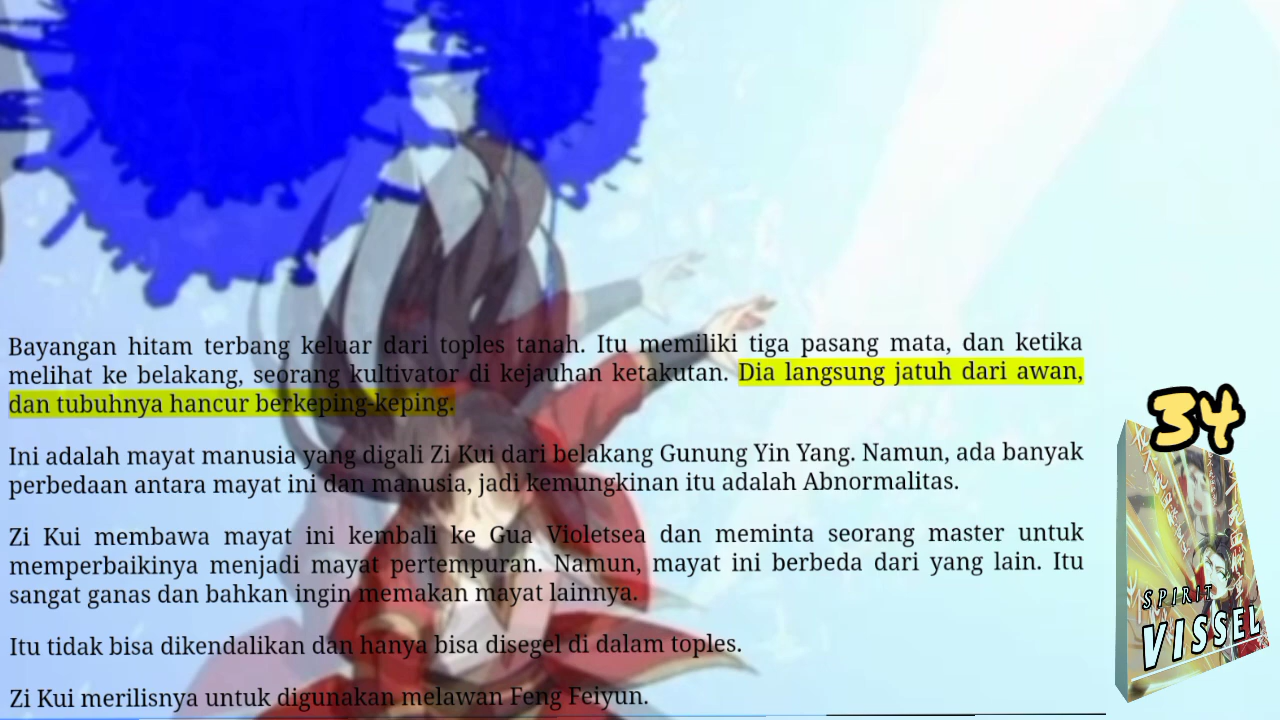 Bayangan hitam terbang keluar dari toples tanah. Itu memiliki tiga pasang mata, dan ketika
melihat ke belakang, seorang kultivator di kejauhan ketakutan. Dia langsung jatuh dari awan,
dan tubuhnya hancur berkeping-keping.
Ini adalah mayat manusia yang digali Zi Kui dari belakang Gunung Yin Yang. Namun, ada banyak
perbedaan antara mayat ini dan manusia, jadi kemungkinan itu adalah Abnormalitas.
Zi Kui membawa mayat ini kembali ke Gua Violetsea dan meminta seorang master untuk
memperbaikinya menjadi mayat pertempuran. Namun, mayat ini berbeda dari yang lain. Itu
sangat ganas dan bahkan ingin memakan mayat lainnya.
Itu tidak bisa dikendalikan dan hanya bisa disegel di dalam toples.
Zi Kui merilisnya untuk digunakan melawan Feng Feiyun.
34
SPIRIT
VISSEL